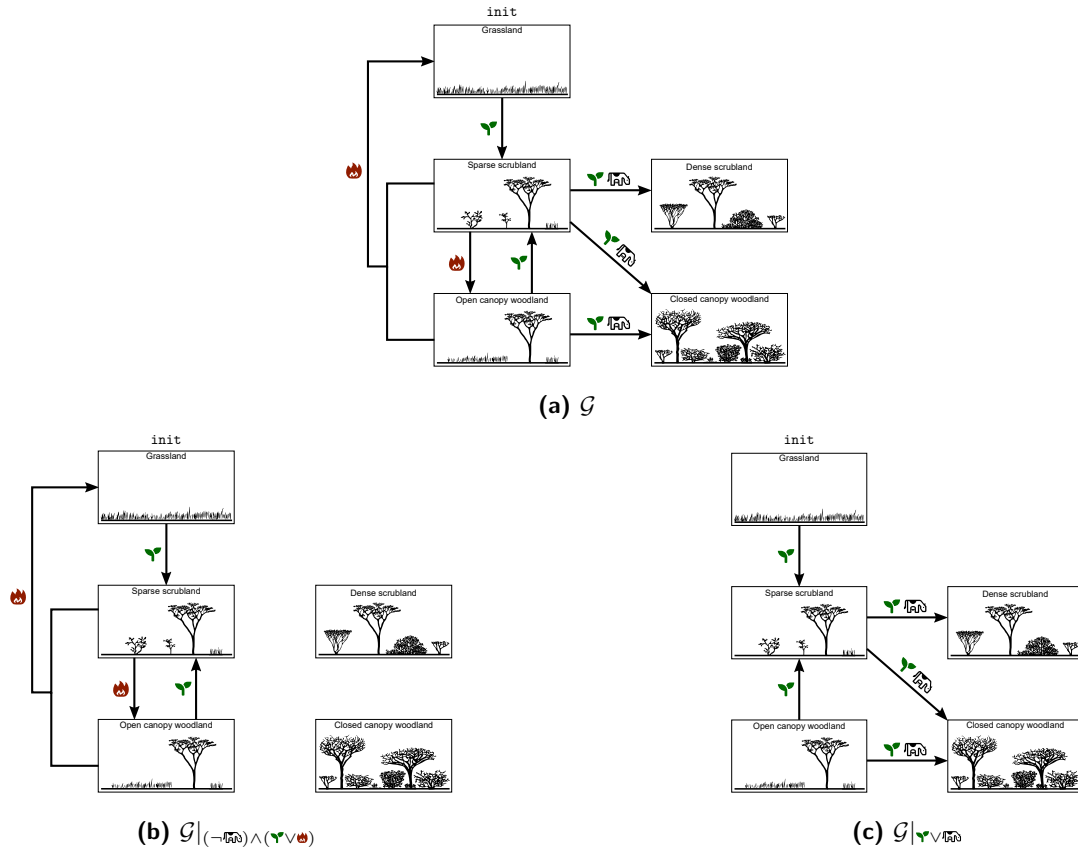 init
Grassland
Sparse scrubland
Dense scrubland
Open canopy woodland
Closed canopy woodland
(a) 𝒢
init
Grassland
Sparse scrubland
Dense scrubland
Open canopy woodland
Closed canopy woodland
(b) 𝒢|(¬🐄)∧(🌱∨🔥)
init
Grassland
Sparse scrubland
Dense scrubland
Open canopy woodland
Closed canopy woodland
(c) 𝒢|🌱∨🐄